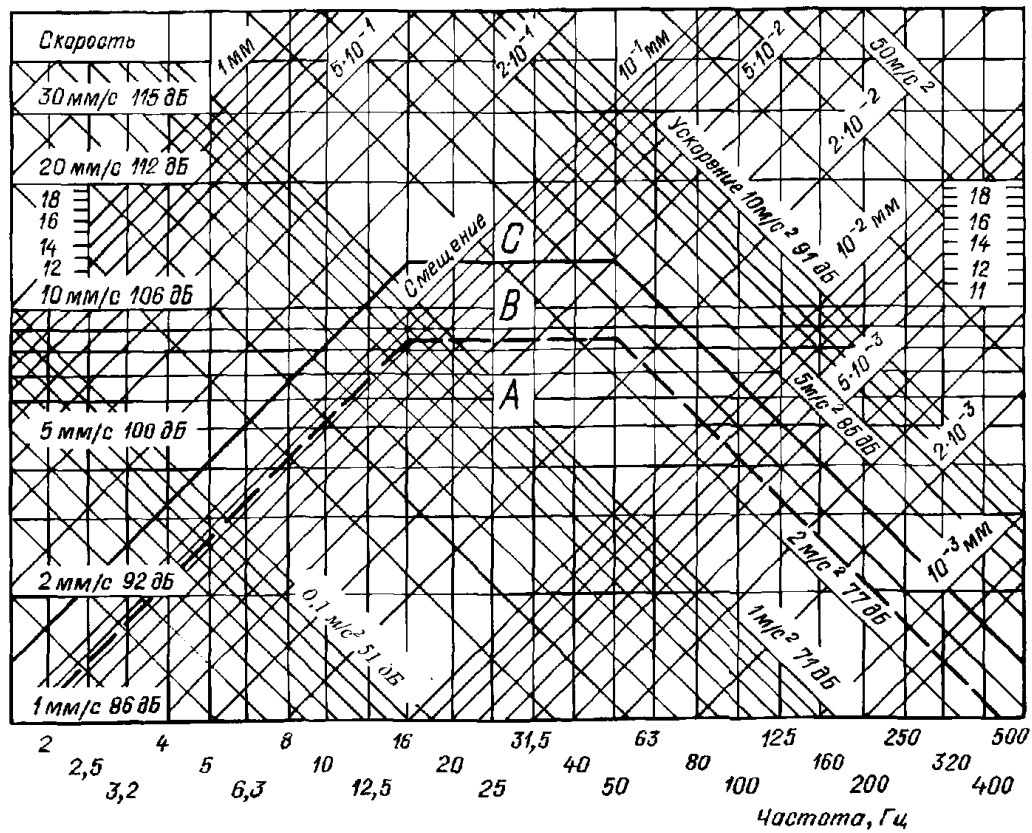 Скорость
30 мм/с 115 дБ
20 мм/с 112 дБ
18
16
14
12
10 мм/с 106 дБ
5 мм/с 100 дБ
2 мм/с 92 дБ
1 мм/с 86 дБ
1 мм
5·10⁻¹
2·10⁻¹
10⁻¹ мм
5·10⁻²
50 м/с²
2·10⁻²
Ускорение 10 м/с² 91 дБ
10⁻² мм
18
16
14
12
11
Смещение
C
B
A
5·10⁻³
5 м/с² 85 дБ
2·10⁻³
10⁻³ мм
2 м/с² 77 дБ
1 м/с² 71 дБ
0,1 м/с² 51 дБ
2 4 8 16 31,5 63 125 250 500
2,5 5 10 20 40 80 160 320
3,2 6,3 12,5 25 50 100 200 400
Частота, Гц